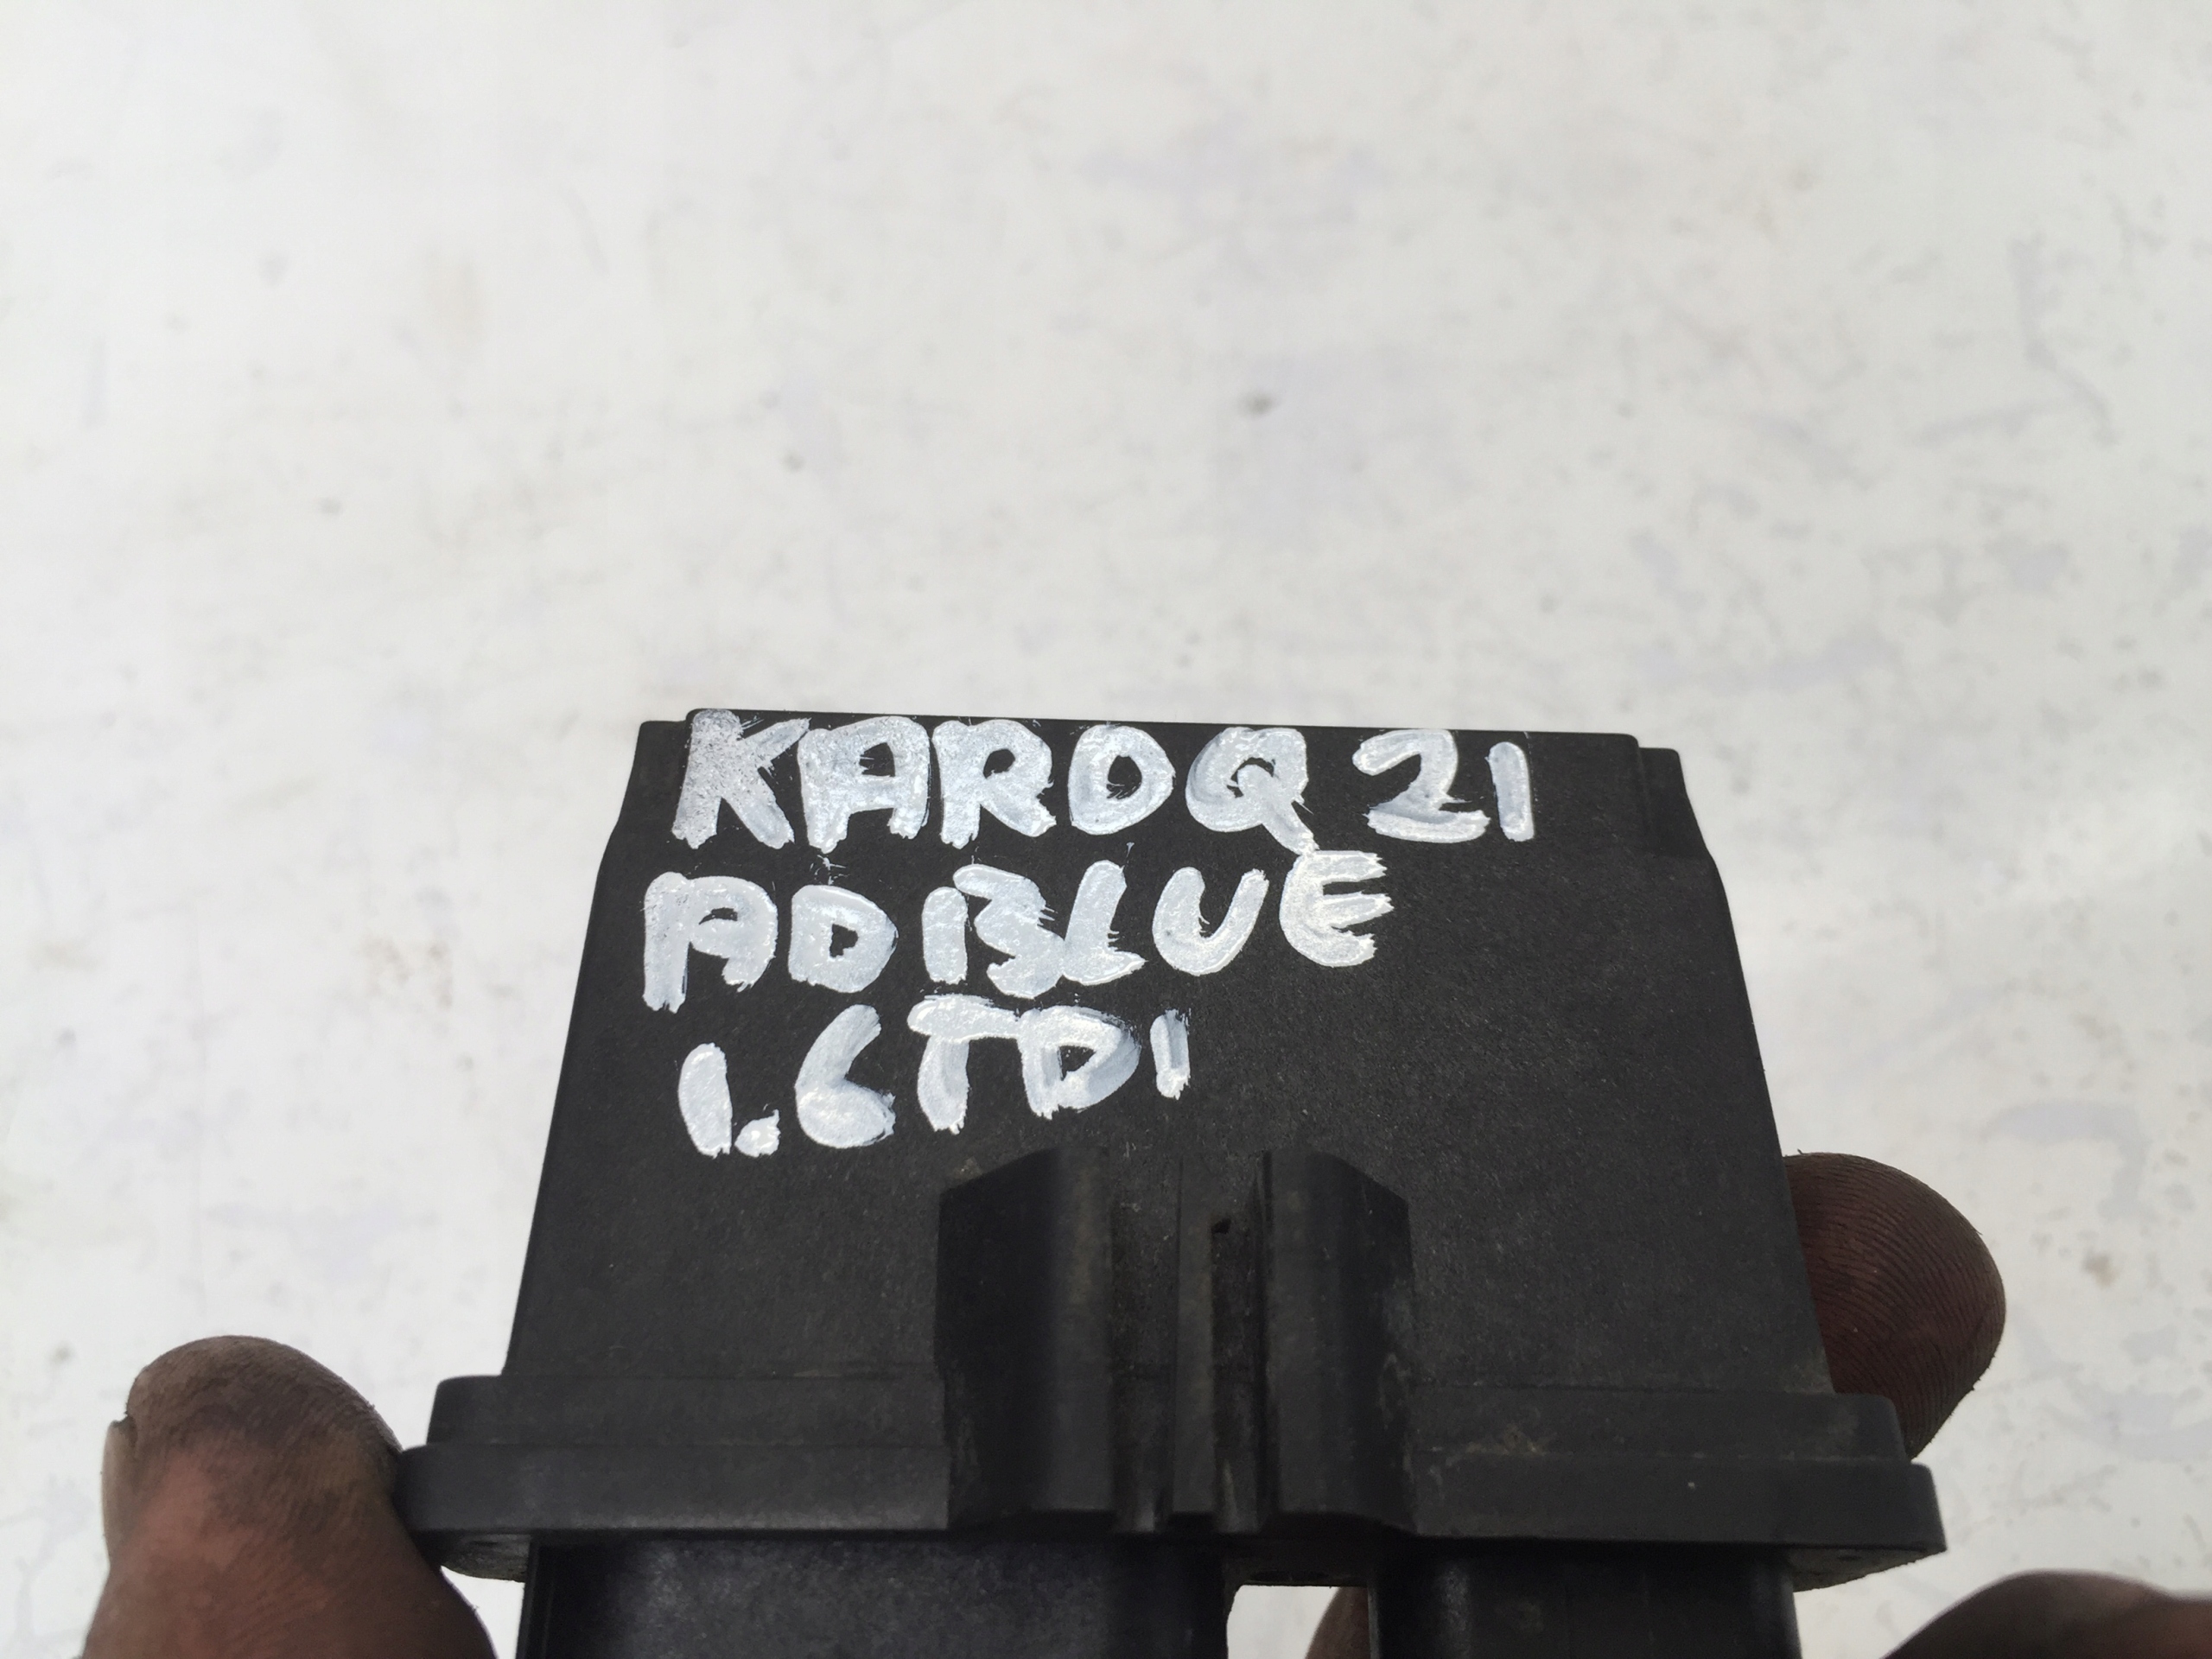 KAROQ 21
ADBLUE
1.6TDI